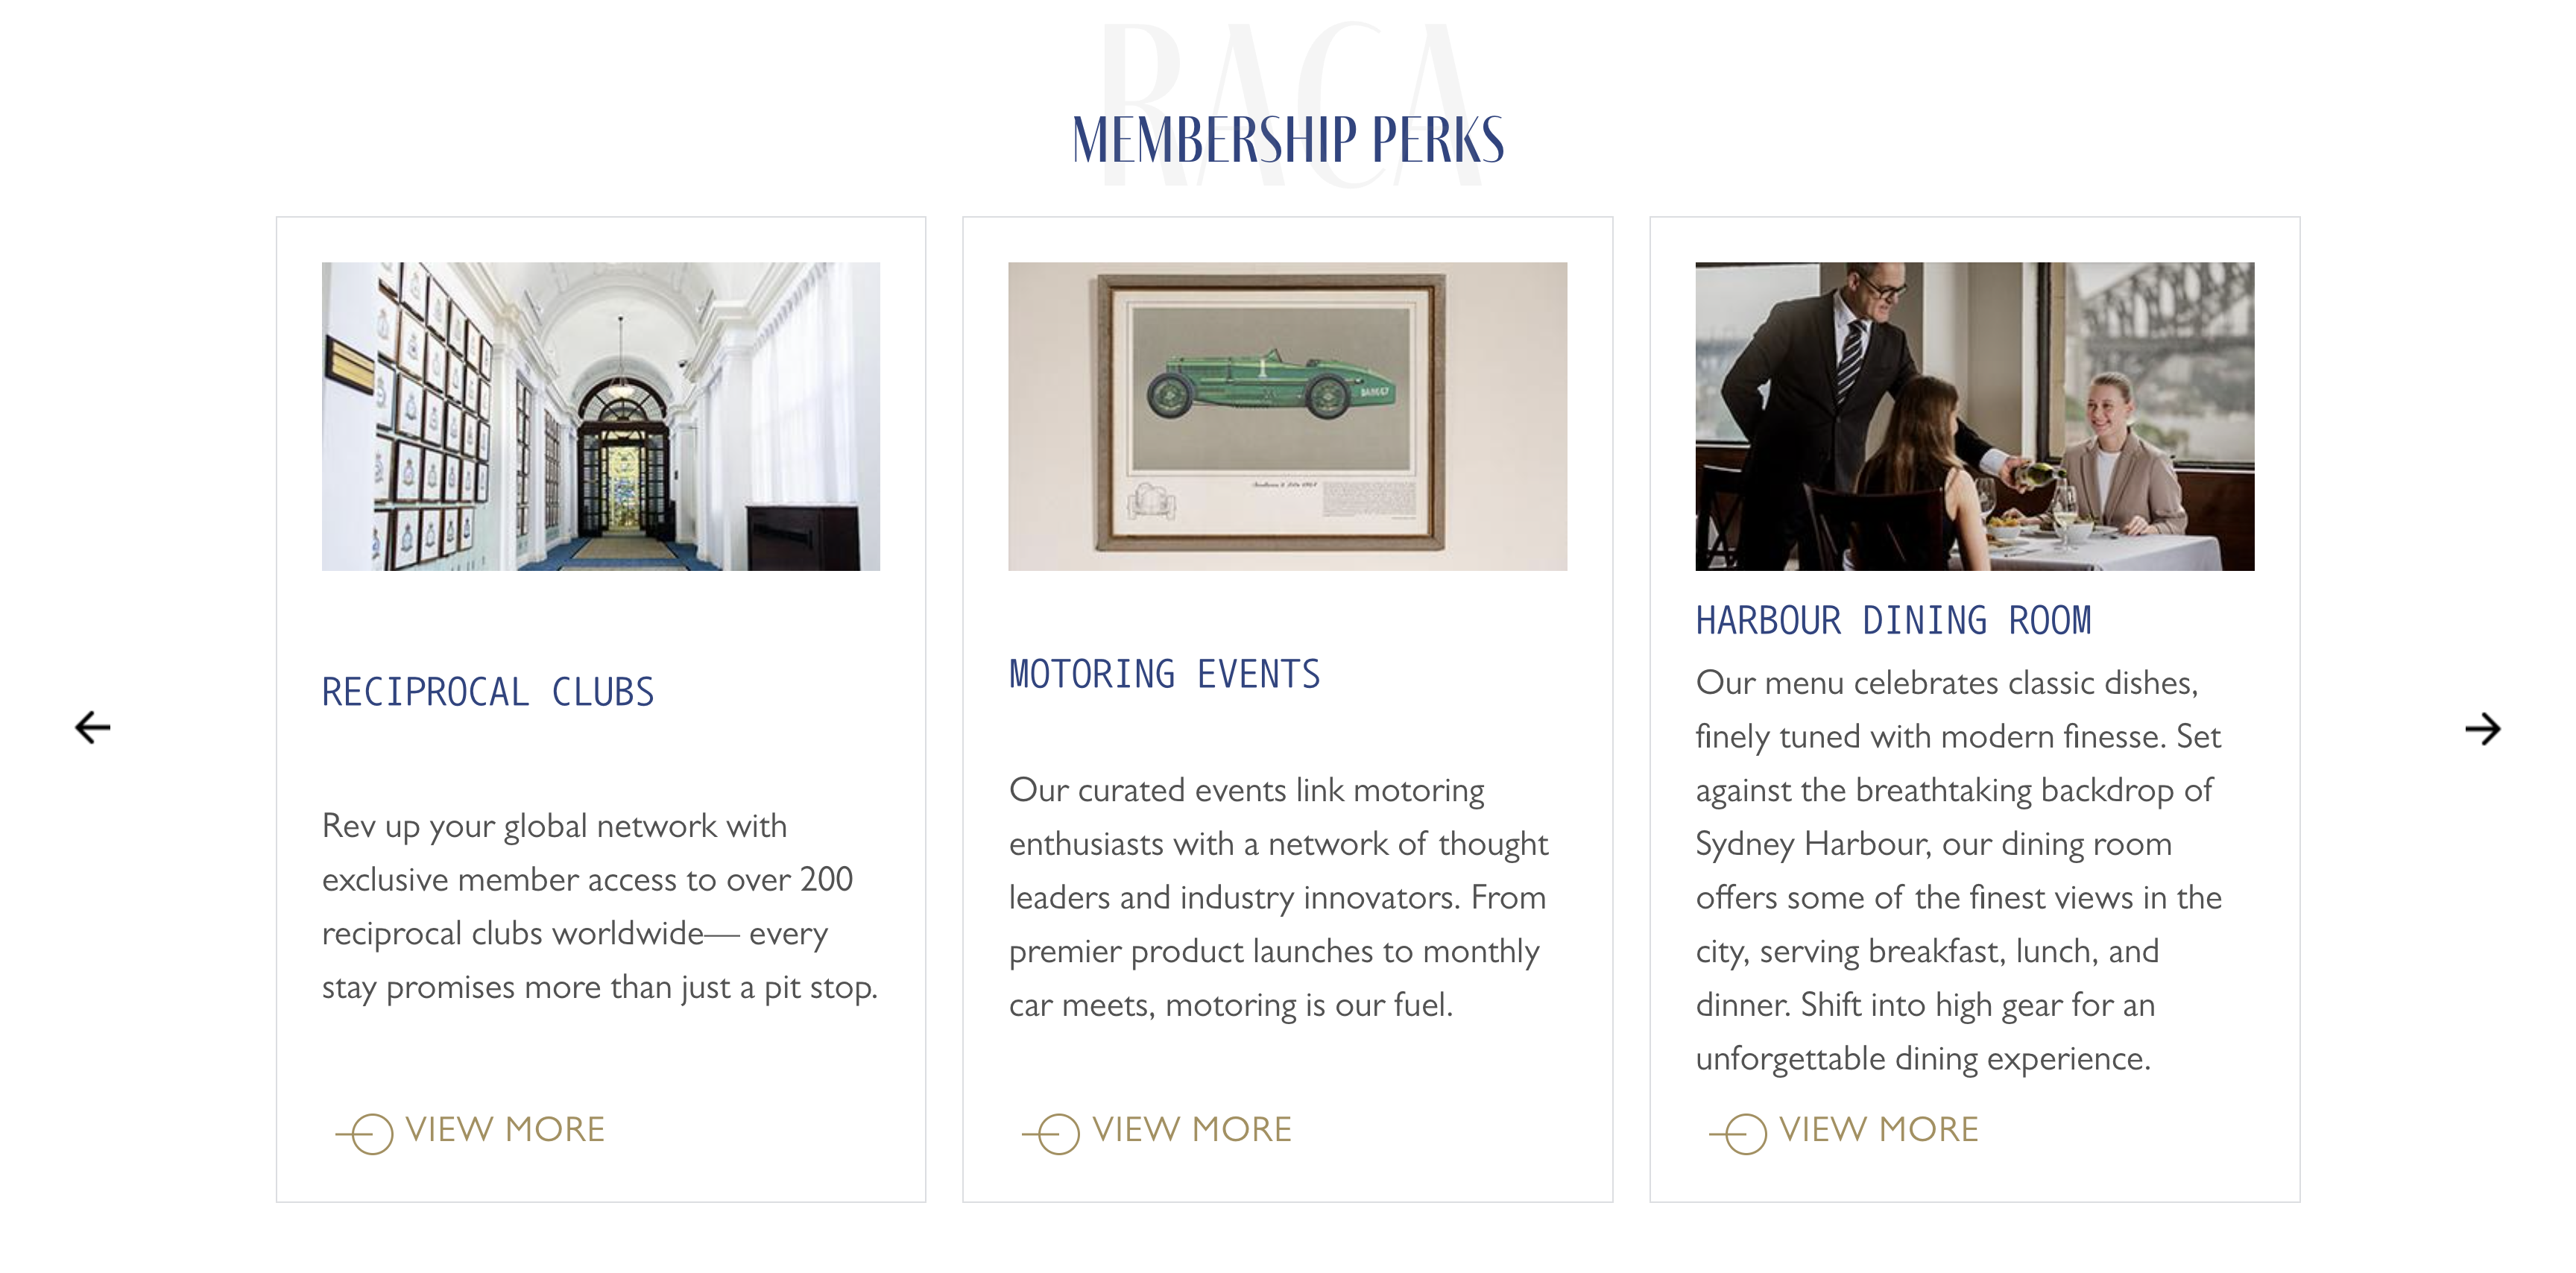 RACA
MEMBERSHIP PERKS
1
RECIPROCAL CLUBS
Rev up your global network with
exclusive member access to over 200
reciprocal clubs worldwide— every
stay promises more than just a pit stop.
VIEW MORE
MOTORING EVENTS
Our curated events link motoring
enthusiasts with a network of thought
leaders and industry innovators. From
premier product launches to monthly
car meets, motoring is our fuel.
VIEW MORE
HARBOUR DINING ROOM
Our menu celebrates classic dishes,
finely tuned with modern finesse. Set
against the breathtaking backdrop of
Sydney Harbour, our dining room
offers some of the finest views in the
city, serving breakfast, lunch, and
dinner. Shift into high gear for an
unforgettable dining experience.
VIEW MORE